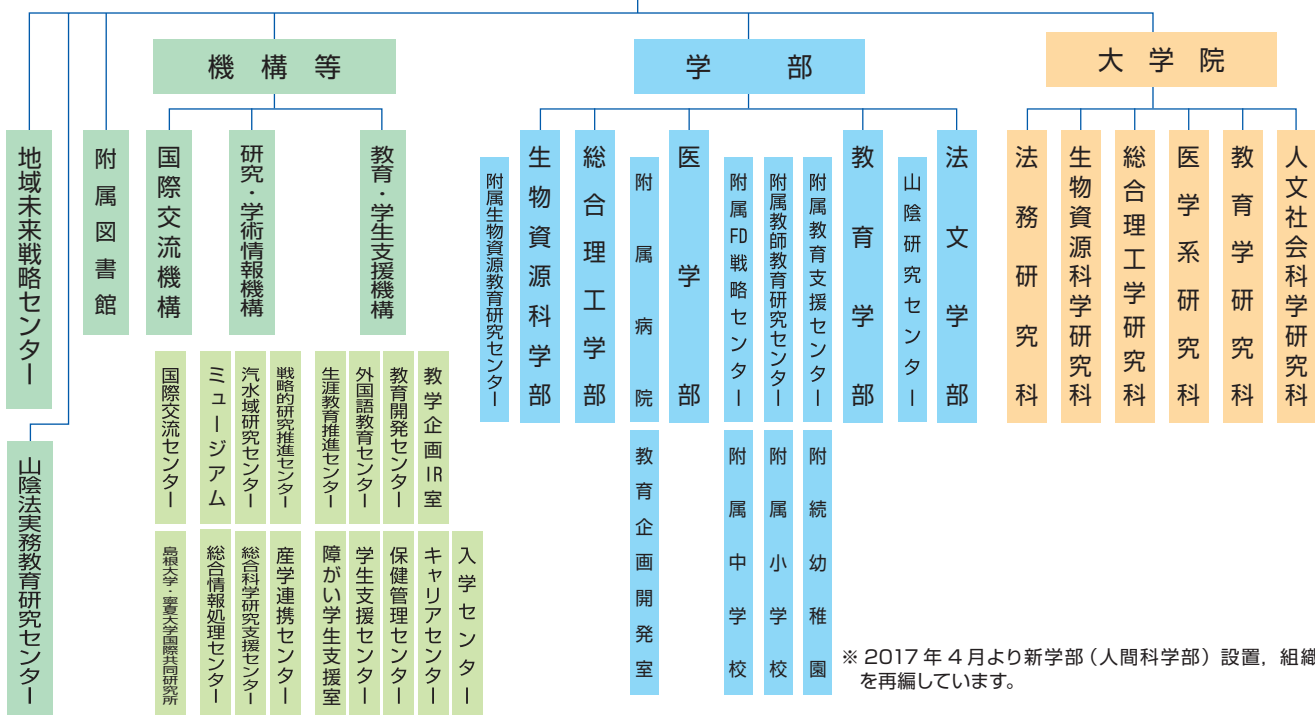 機構等
学部
大学院
地域未来戦略センター
附属図書館
国際交流機構
研究・学術情報機構
教育・学生支援機構
附属生物資源教育研究センター
生物資源科学部
総合理工学部
附属病院
医学部
附属FD戦略センター
附属教師教育研究センター
附属教育支援センター
教育学部
山陰研究センター
法文学部
法務研究科
生物資源科学研究科
総合理工学研究科
医学系研究科
教育学研究科
人文社会科学研究科
山陰法実務教育研究センター
国際交流センター
ミュージアム
汽水域研究センター
戦略的研究推進センター
生涯教育推進センター
外国語教育センター
教育開発センター
教学企画IR室
教育企画開発室
附属中学校
附属小学校
附続幼稚園
島根大学・寧夏大学国際共同研究所
総合情報処理センター
総合科学研究支援センター
産学連携センター
障がい学生支援室
学生支援センター
保健管理センター
キャリアセンター
入学センター
※ 2017 年 4 月より新学部（人間科学部）設置，組織
を再編しています。